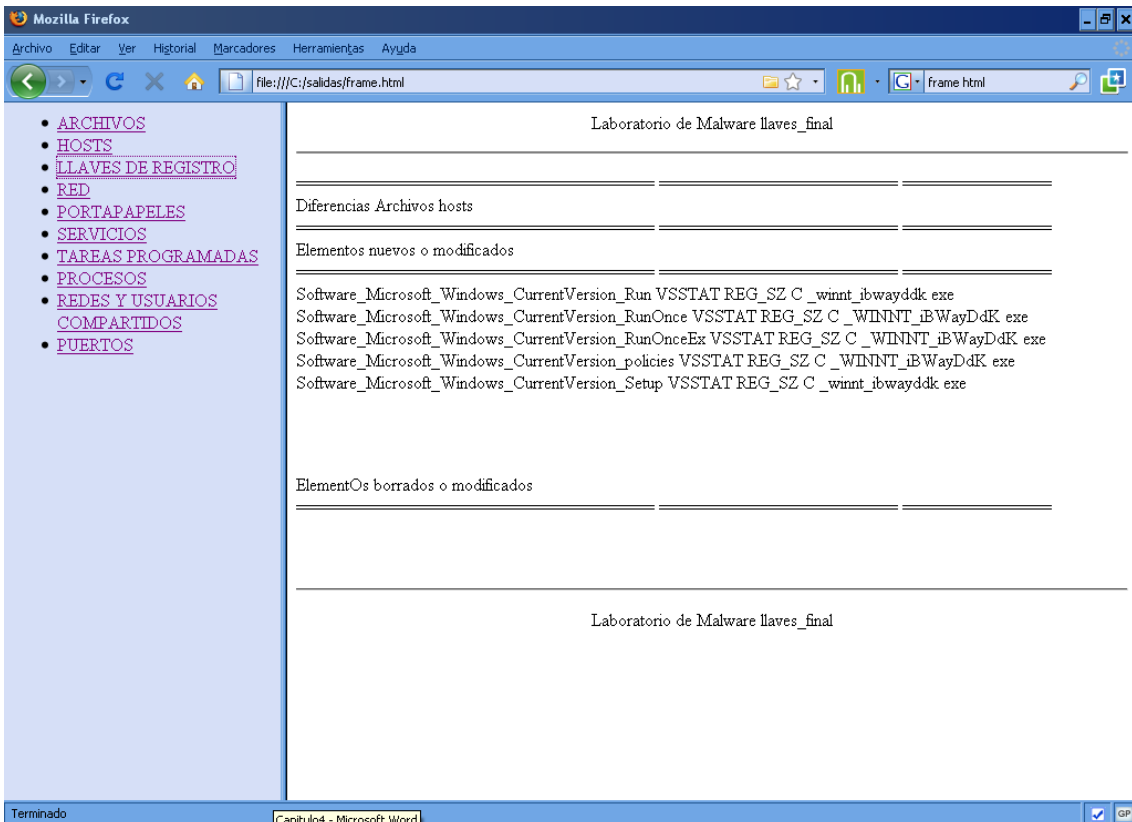 Mozilla Firefox
Archivo Editar Ver Historial Marcadores Herramientas Ayuda
file:///C:/salidas/frame.html
G frame html
ARCHIVOS
HOSTS
LLAVES DE REGISTRO
RED
PORTAPAPELES
SERVICIOS
TAREAS PROGRAMADAS
PROCESOS
REDES Y USUARIOS
COMPARTIDOS
PUERTOS
Laboratorio de Malware llaves_final
Diferencias Archivos hosts
Elementos nuevos o modificados
Software_Microsoft_Windows_CurrentVersion_Run VSSTAT REG_SZ C _winnt_ibwayddk exe
Software_Microsoft_Windows_CurrentVersion_RunOnce VSSTAT REG_SZ C _WINNT_iBWayDdK exe
Software_Microsoft_Windows_CurrentVersion_RunOnceEx VSSTAT REG_SZ C _WINNT_iBWayDdK exe
Software_Microsoft_Windows_CurrentVersion_policies VSSTAT REG_SZ C _WINNT_iBWayDdK exe
Software_Microsoft_Windows_CurrentVersion_Setup VSSTAT REG_SZ C _winnt_ibwayddk exe
ElementOs borrados o modificados
Laboratorio de Malware llaves_final
Terminado
Capitulo4 - Microsoft Word
GP